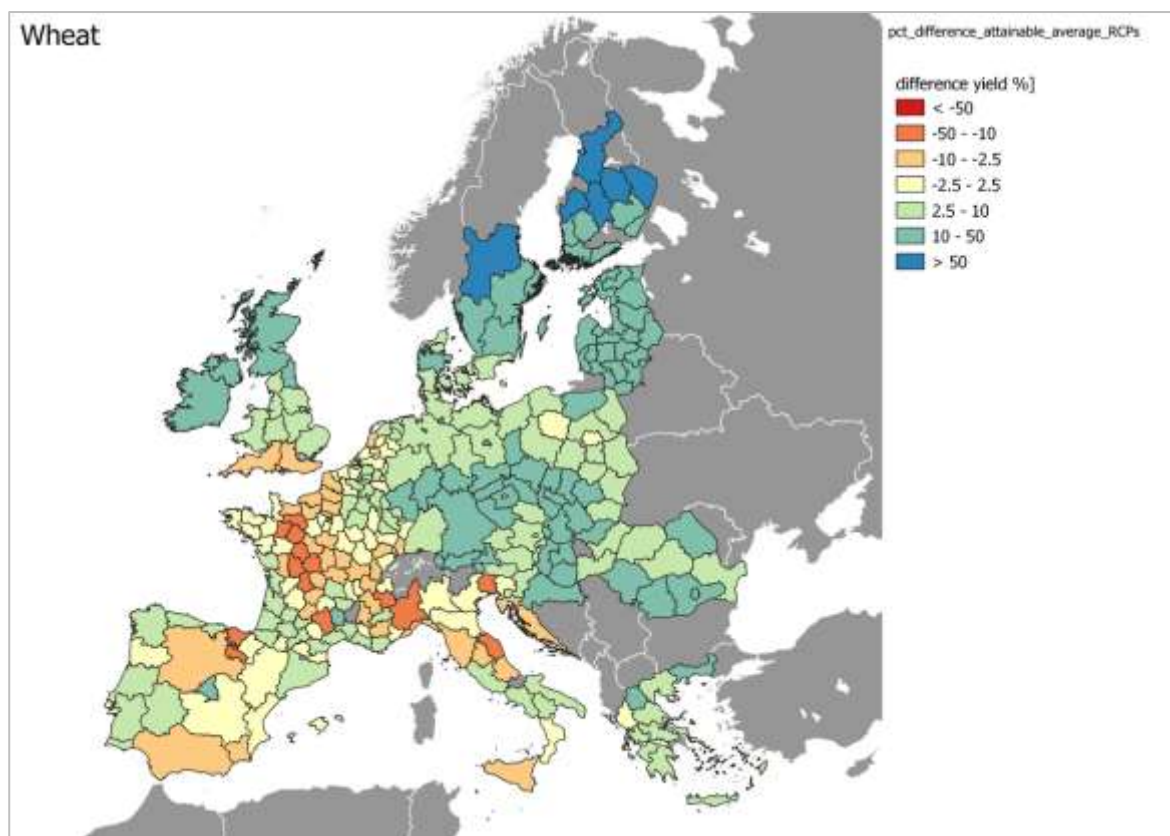 Wheat
pct_difference_attainable_average_RCPs
difference yield %]
< -50
-50 - -10
-10 - -2.5
-2.5 - 2.5
2.5 - 10
10 - 50
> 50